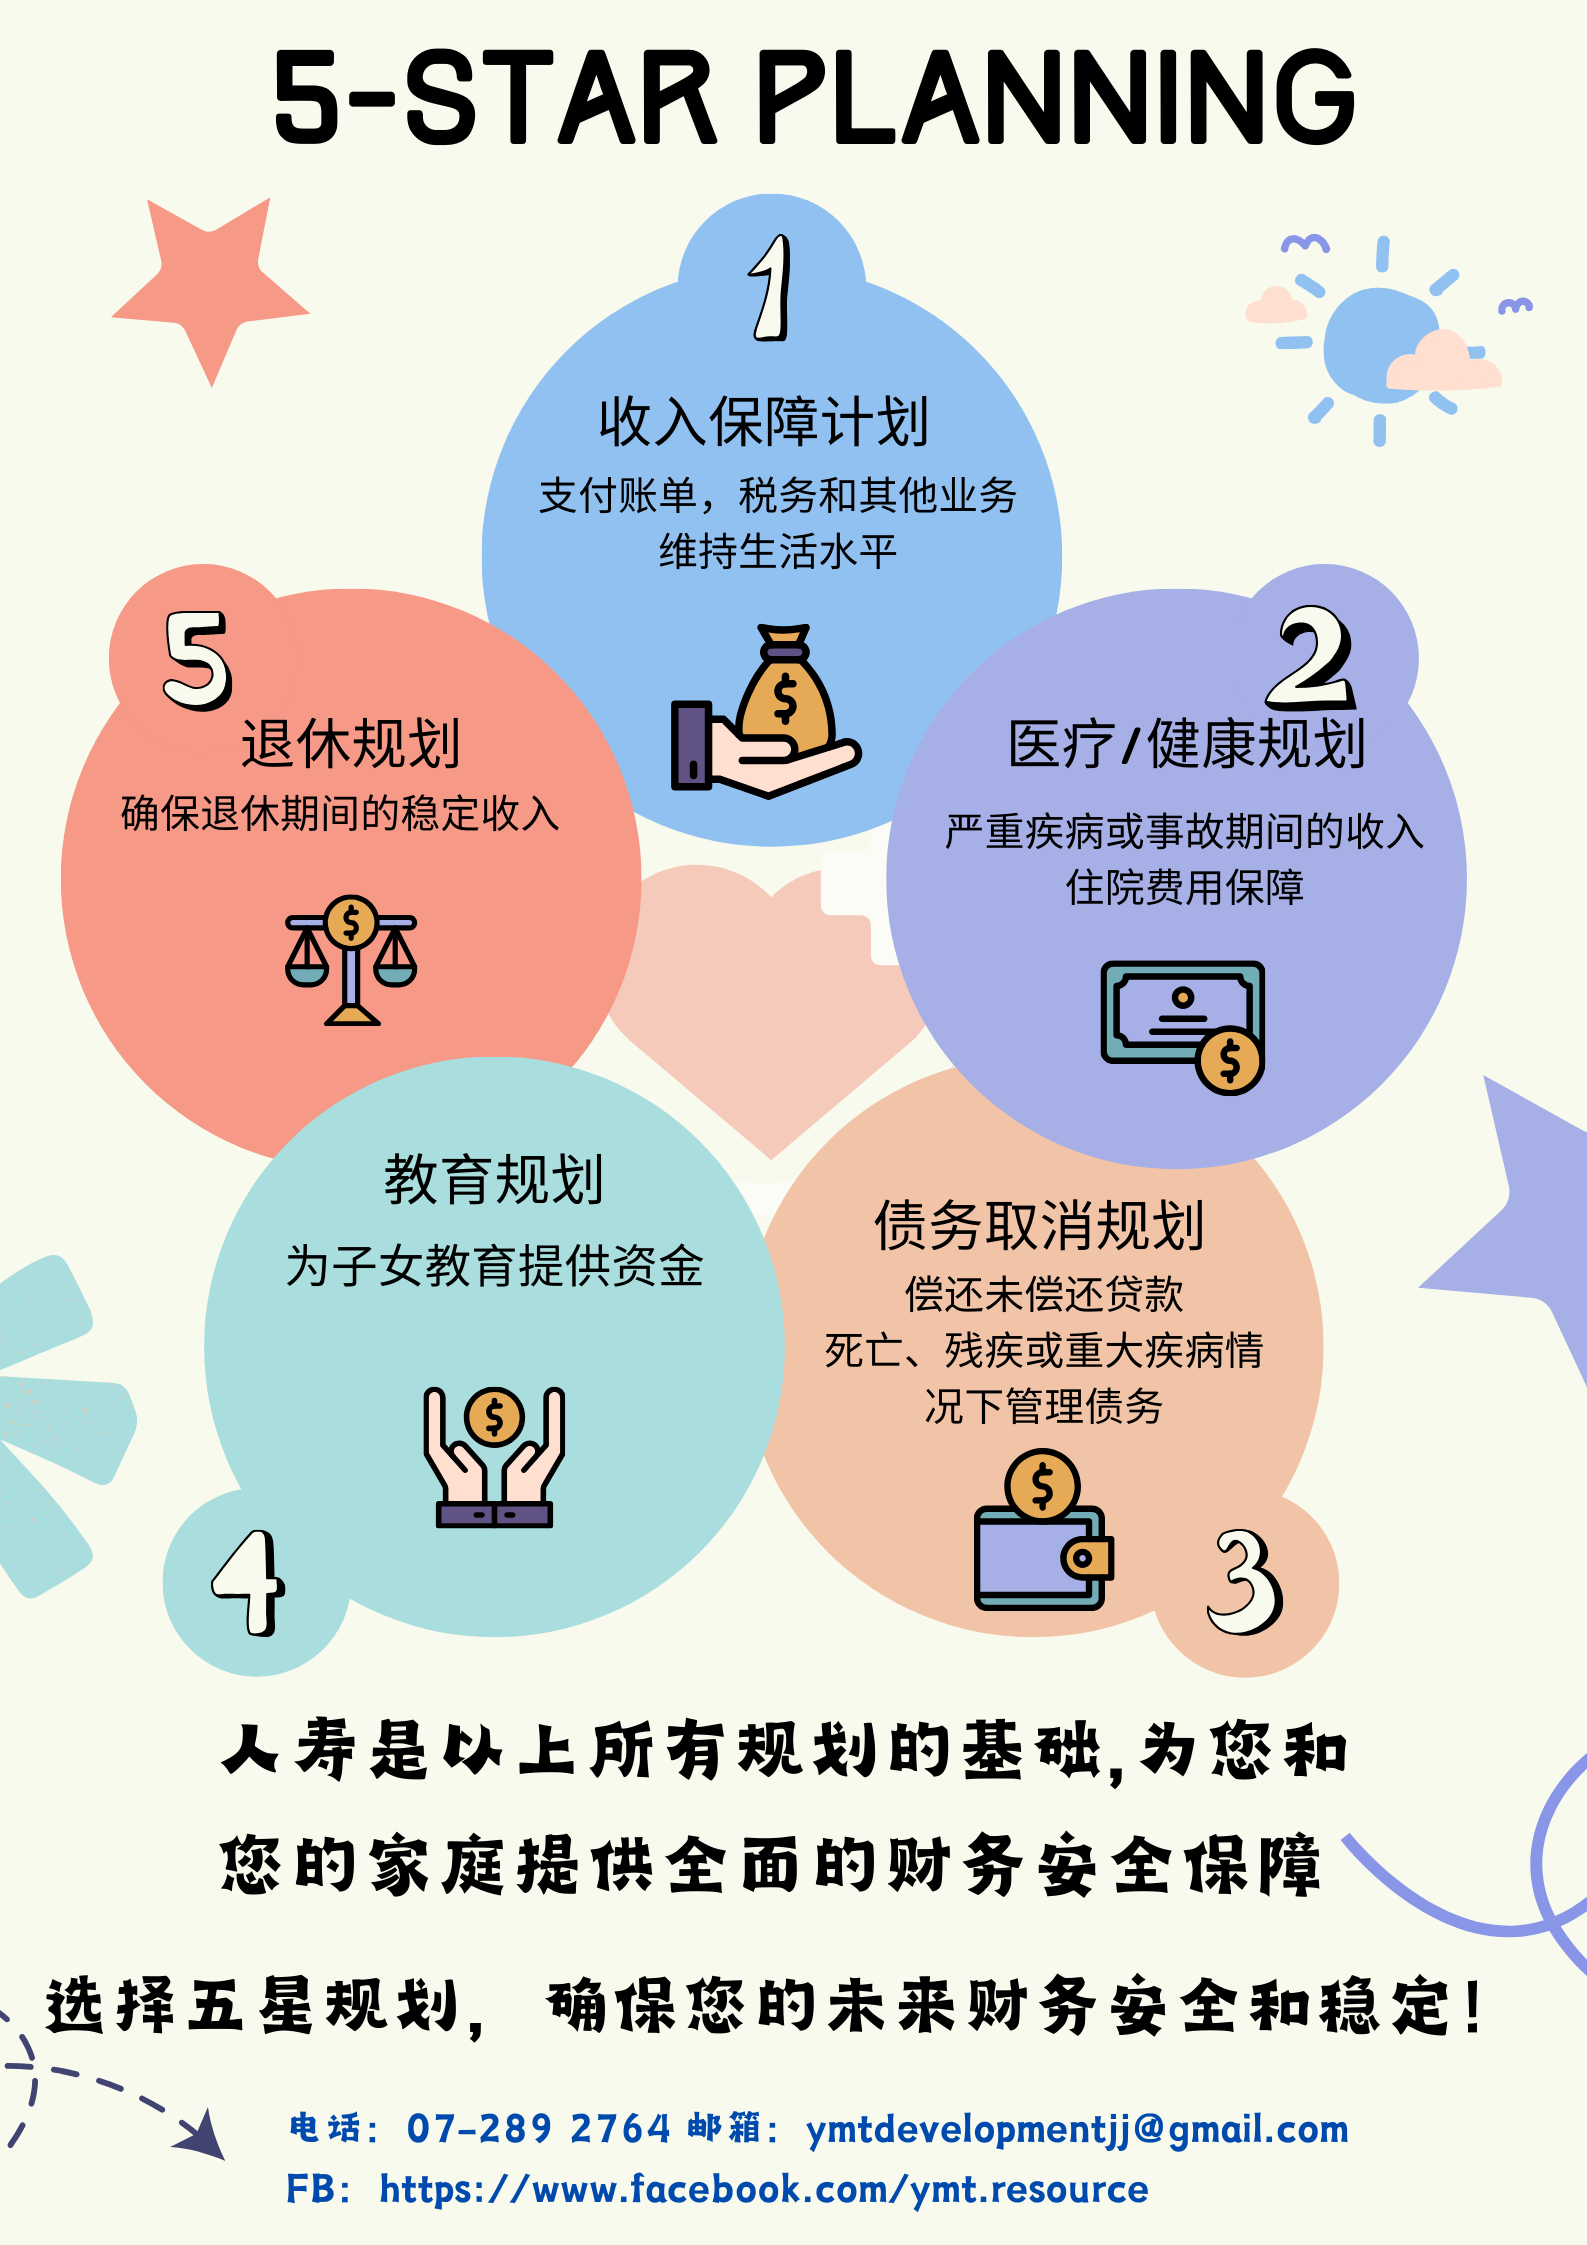 5-STAR PLANNING
1
收入保障计划
支付账单，税务和其他业务
维持生活水平
2
医疗/健康规划
严重疾病或事故期间的收入
住院费用保障
3
债务取消规划
偿还未偿还贷款
死亡、残疾或重大疾病情
况下管理债务
4
教育规划
为子女教育提供资金
5
退休规划
确保退休期间的稳定收入
人寿是以上所有规划的基础,为您和
您的家庭提供全面的财务安全保障
选择五星规划， 确保您的未来财务安全和稳定！
电话： 07-289 2764 邮箱： ymtdevelopmentjj@gmail.com
FB： https://www.facebook.com/ymt.resource